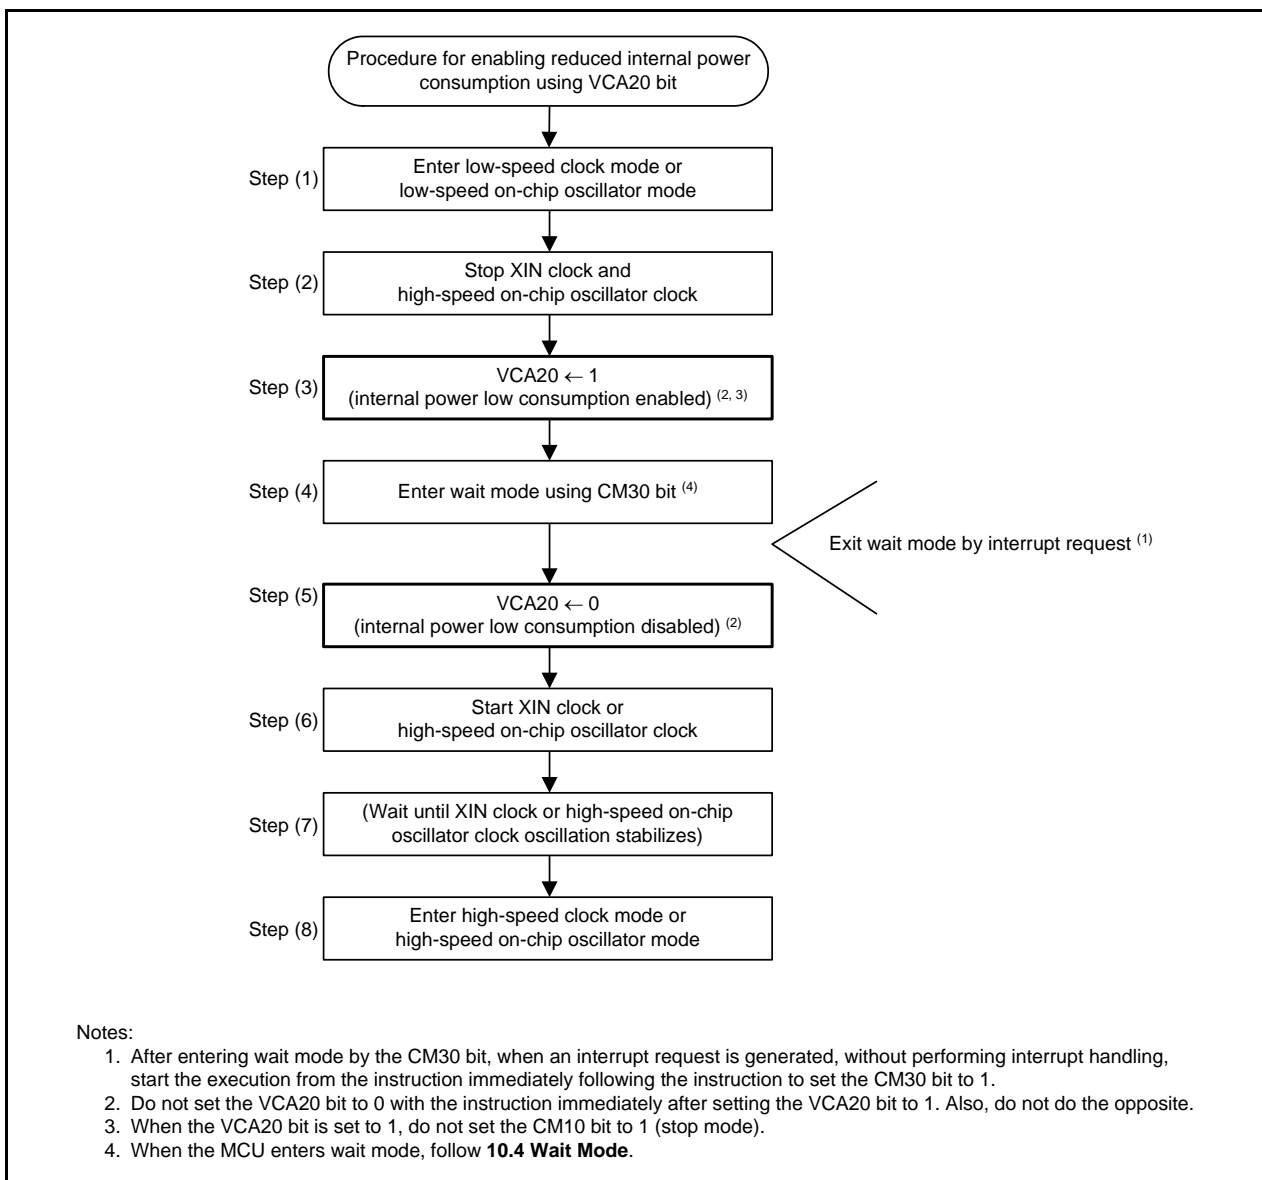 Procedure for enabling reduced internal power
consumption using VCA20 bit
Step (1)
Enter low-speed clock mode or
low-speed on-chip oscillator mode
Step (2)
Stop XIN clock and
high-speed on-chip oscillator clock
Step (3)
VCA20 ← 1
(internal power low consumption enabled) (2, 3)
Step (4)
Enter wait mode using CM30 bit (4)
Exit wait mode by interrupt request (1)
Step (5)
VCA20 ← 0
(internal power low consumption disabled) (2)
Step (6)
Start XIN clock or
high-speed on-chip oscillator clock
Step (7)
(Wait until XIN clock or high-speed on-chip
oscillator clock oscillation stabilizes)
Step (8)
Enter high-speed clock mode or
high-speed on-chip oscillator mode
Notes:
1. After entering wait mode by the CM30 bit, when an interrupt request is generated, without performing interrupt handling,
start the execution from the instruction immediately following the instruction to set the CM30 bit to 1.
2. Do not set the VCA20 bit to 0 with the instruction immediately after setting the VCA20 bit to 1. Also, do not do the opposite.
3. When the VCA20 bit is set to 1, do not set the CM10 bit to 1 (stop mode).
4. When the MCU enters wait mode, follow 10.4 Wait Mode.